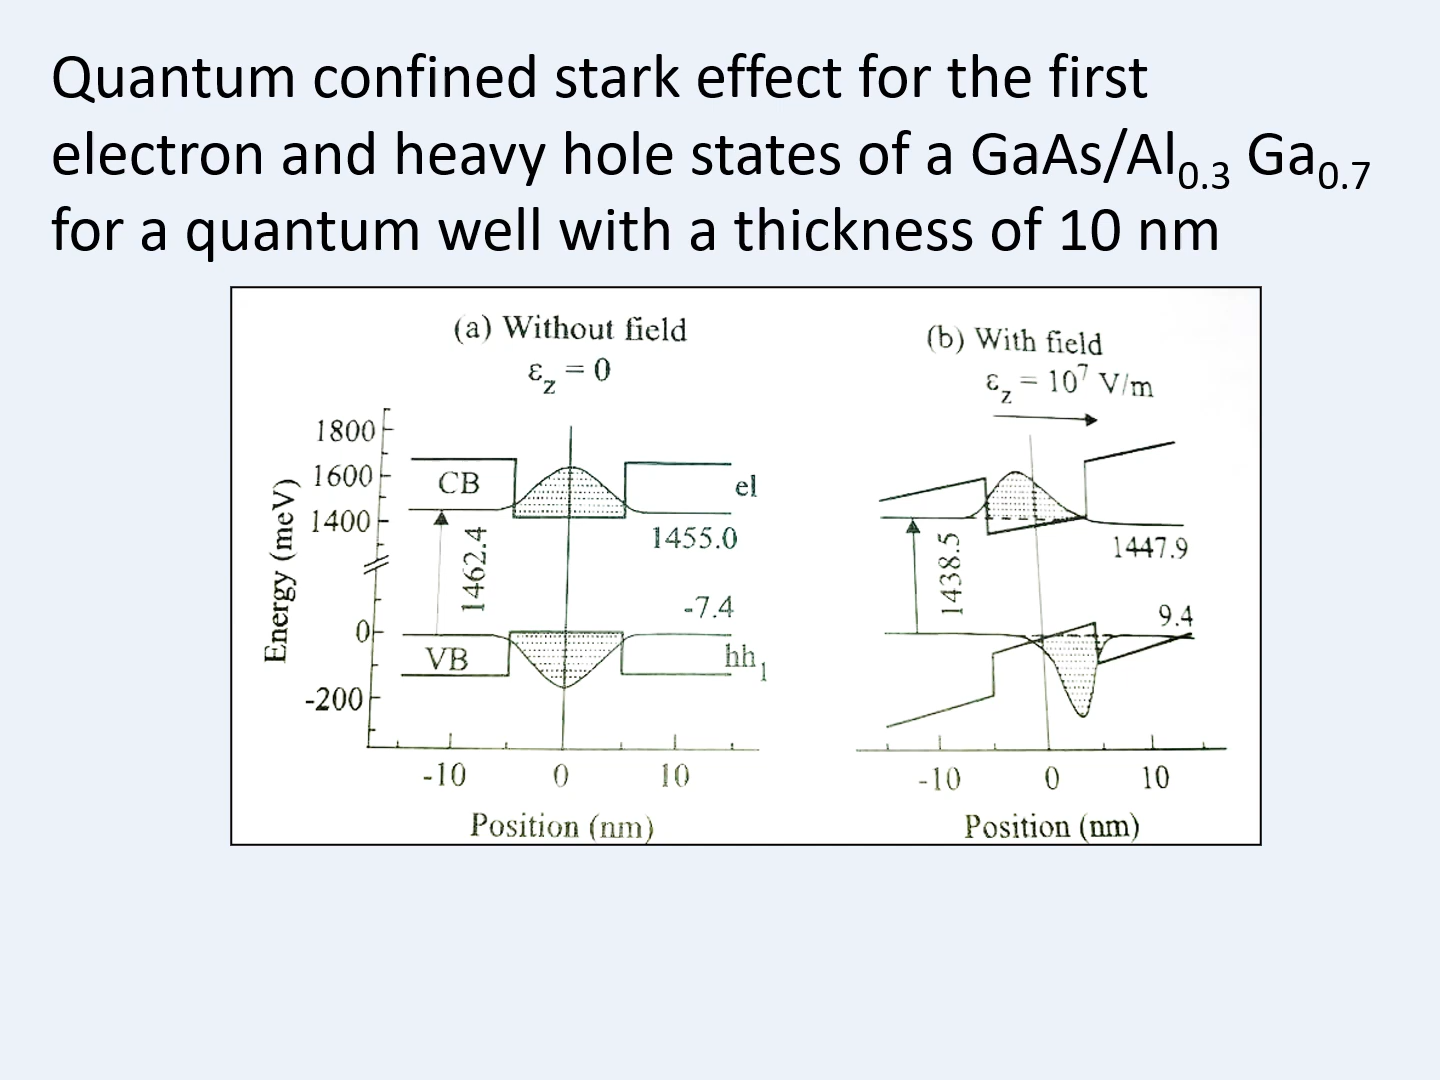 Quantum confined stark effect for the first
electron and heavy hole states of a GaAs/Al0.3 Ga0.7
for a quantum well with a thickness of 10 nm
(a) Without field
εz = 0
(b) With field
εz = 10⁷ V/m
Energy (meV)
1800
1600
1400
0
-200
CB
el
1462.4
1455.0
-7.4
VB
hh1
1438.5
1447.9
9.4
-10 0 10
-10 0 10
Position (nm)
Position (nm)